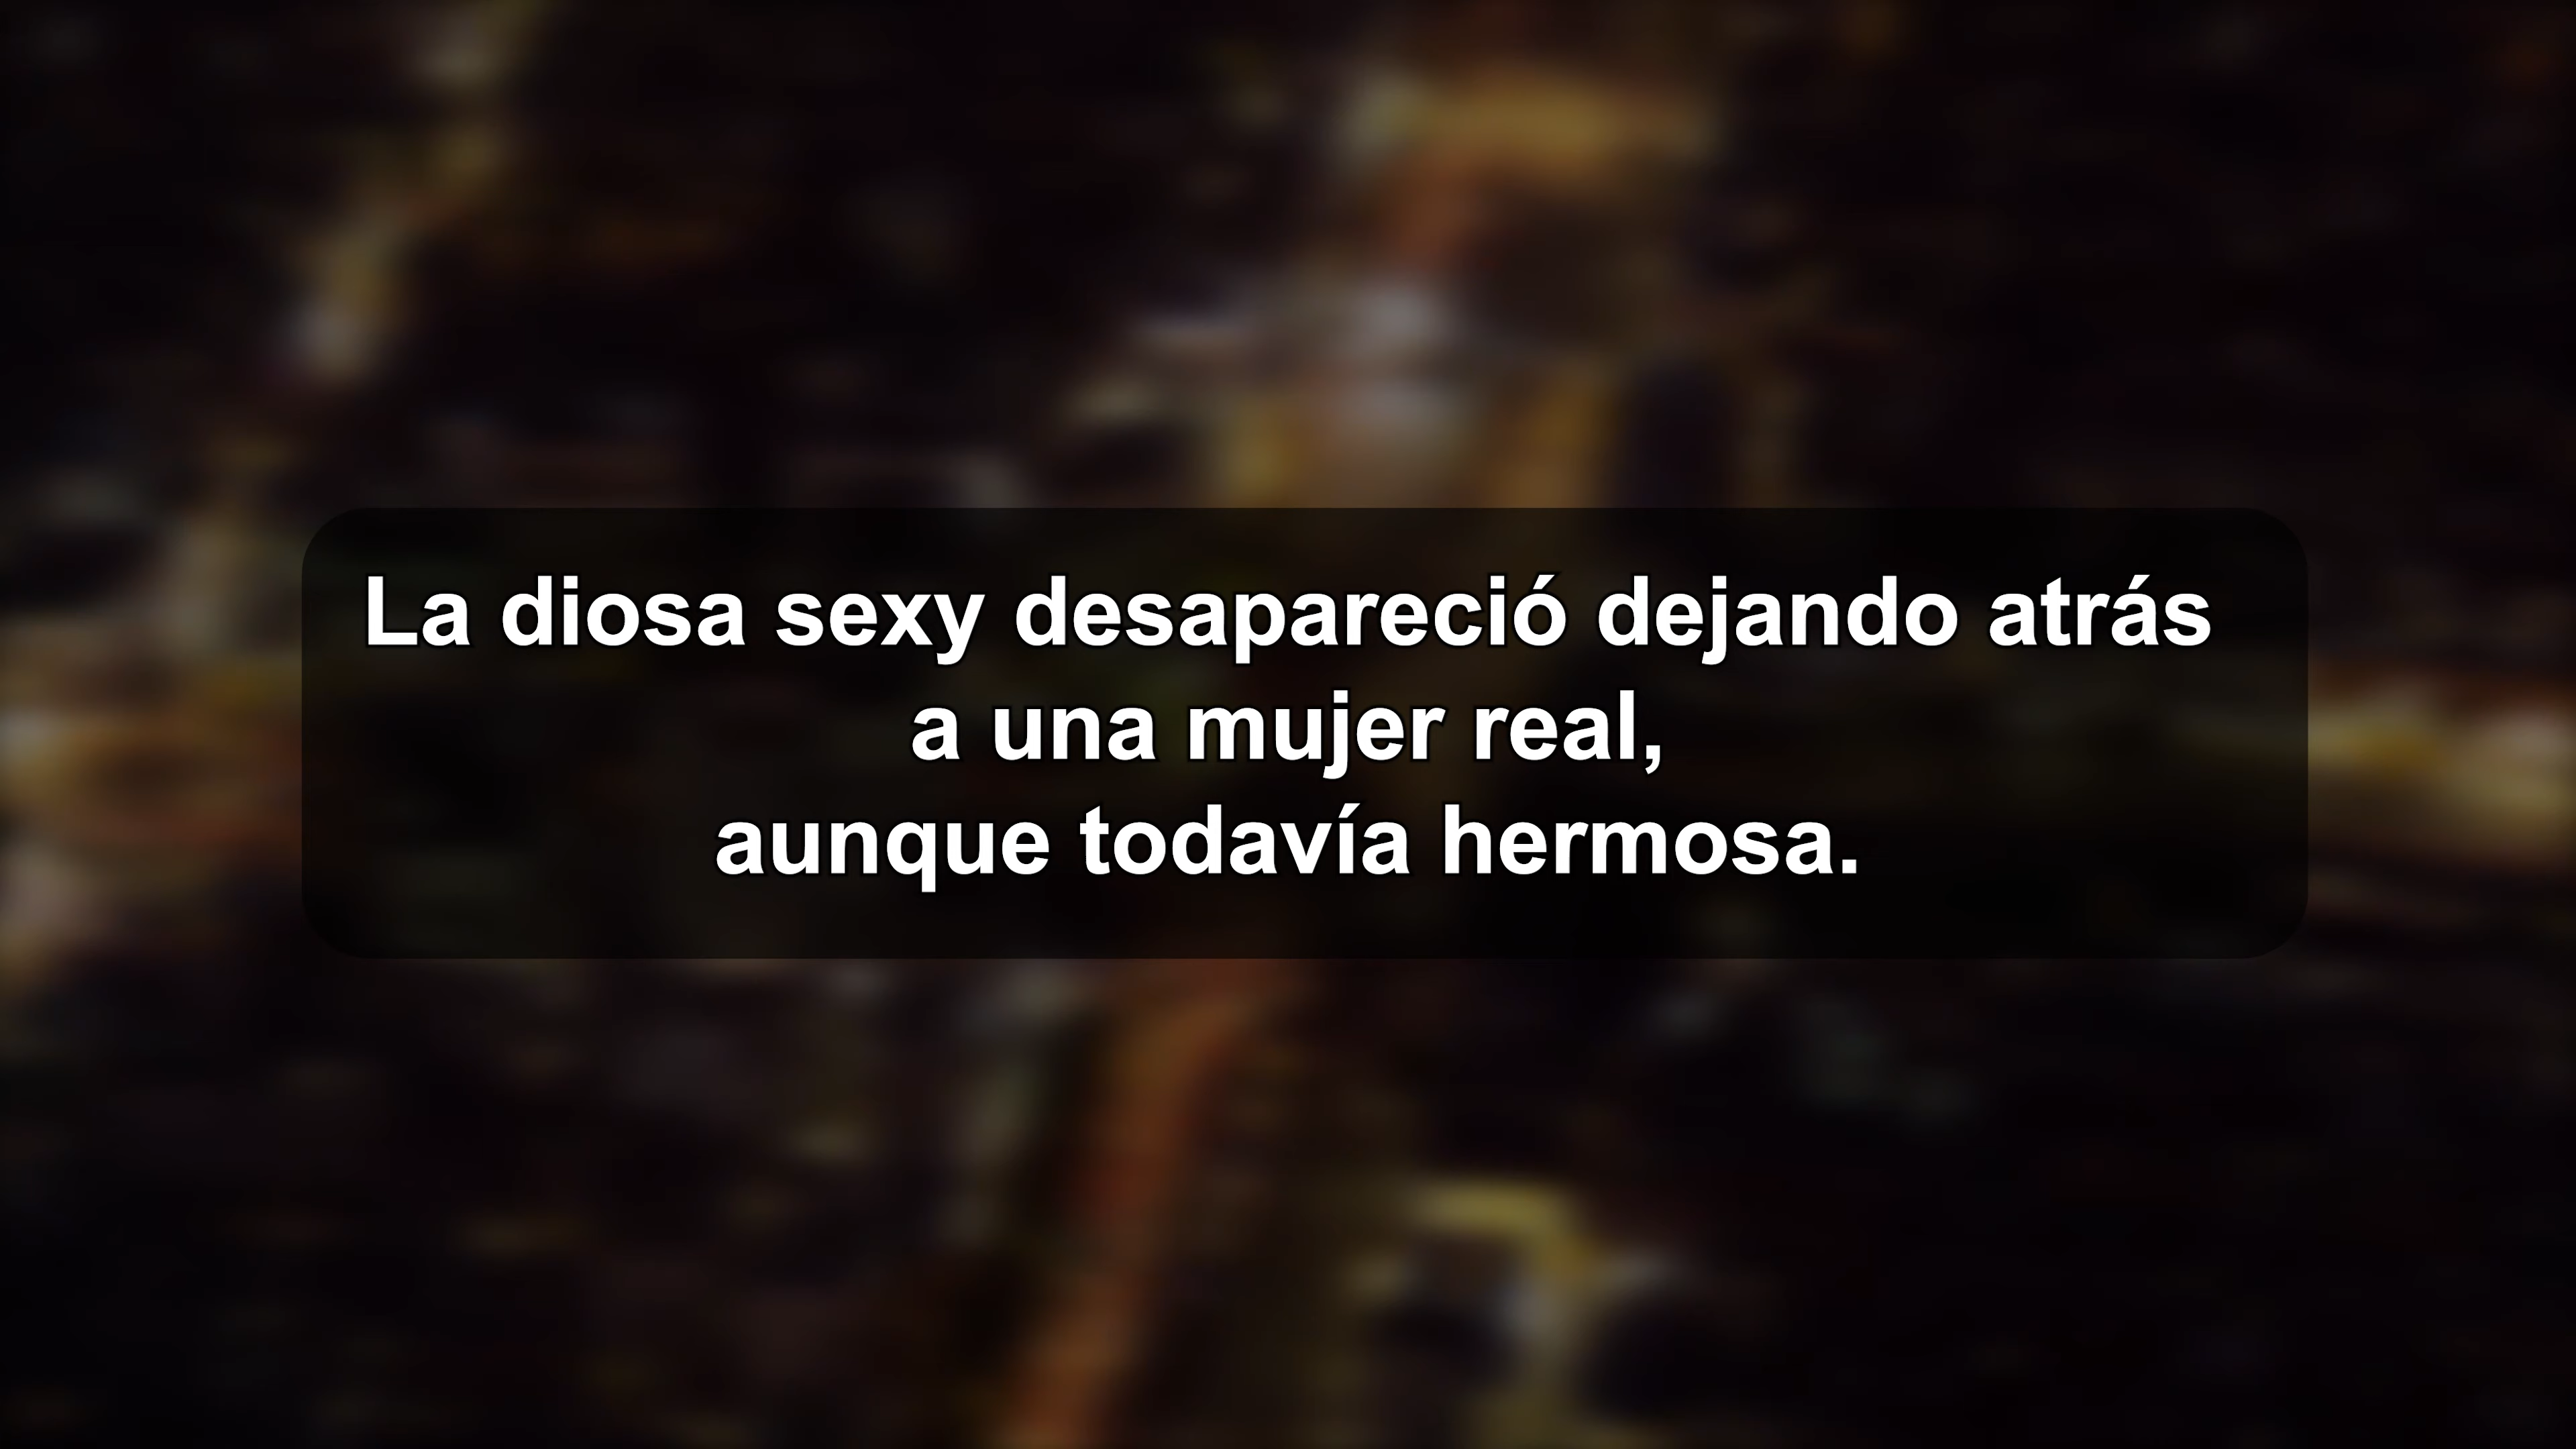 La diosa sexy desapareció dejando atrás
a una mujer real,
aunque todavía hermosa.